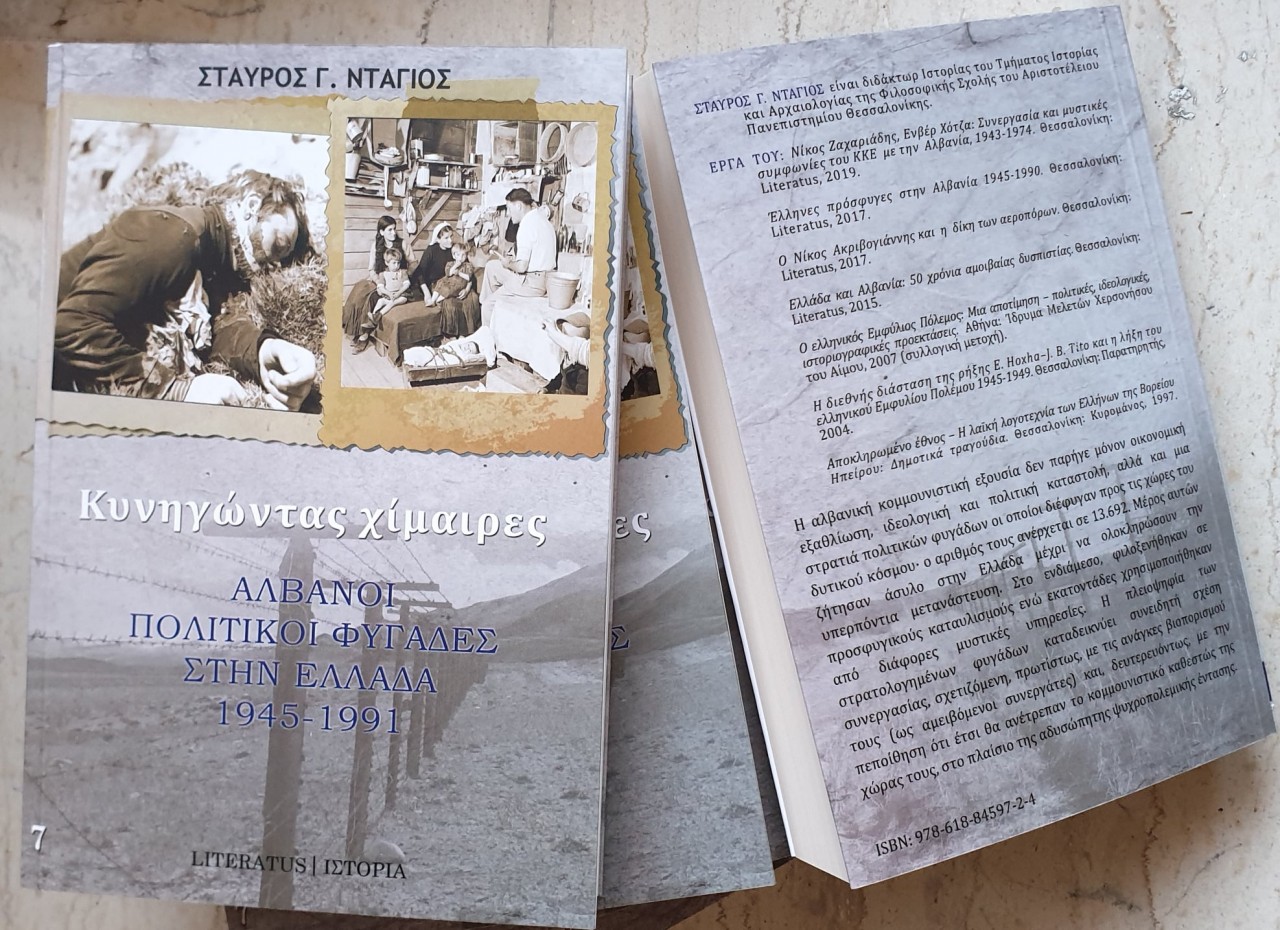 ΣΤΑΥΡΟΣ Γ. ΝΤΑΓΙΟΣ
Κυνηγώντας χίμαιρες
ΑΛΒΑΝΟΙ
ΠΟΛΙΤΙΚΟΙ ΦΥΓΑΔΕΣ
ΣΤΗΝ ΕΛΛΑΔΑ
1945-1991
7
LITERATUS | ΙΣΤΟΡΙΑ
ες
Σ
ΣΤΑΥΡΟΣ Γ. ΝΤΑΓΙΟΣ είναι διδάκτωρ Ιστορίας του Τμήματος Ιστορίας
και Αρχαιολογίας της Φιλοσοφικής Σχολής του Αριστοτέλειου
Πανεπιστημίου Θεσσαλονίκης.
ΕΡΓΑ ΤΟΥ: Νίκος Ζαχαριάδης, Ενβέρ Χότζα: Συνεργασία και μυστικές
συμφωνίες του ΚΚΕ με την Αλβανία, 1943-1974. Θεσσαλονίκη:
Literatus, 2019.
Έλληνες πρόσφυγες στην Αλβανία 1945-1990. Θεσσαλονίκη:
Literatus, 2017.
Ο Νίκος Ακριβογιάννης και η δίκη των αεροπόρων. Θεσσαλονίκη:
Literatus, 2017.
Ελλάδα και Αλβανία: 50 χρόνια αμοιβαίας δυσπιστίας. Θεσσαλονίκη:
Literatus, 2015.
Ο ελληνικός Εμφύλιος Πόλεμος: Μια αποτίμηση – πολιτικές, ιδεολογικές,
ιστοριογραφικές προεκτάσεις. Αθήνα: Ίδρυμα Μελετών Χερσονήσου
του Αίμου, 2007 (συλλογική μετοχή).
Η διεθνής διάσταση της ρήξης E. Hoxha–J. B. Tito και η λήξη του
ελληνικού Εμφυλίου Πολέμου 1945-1949. Θεσσαλονίκη: Παρατηρητής,
2004.
Αποκληρωμένο έθνος – Η λαϊκή λογοτεχνία των Ελλήνων της Βορείου
Ηπείρου: Δημοτικά τραγούδια. Θεσσαλονίκη: Κυρομάνος, 1997.
Η αλβανική κομμουνιστική εξουσία δεν παρήγε μόνον οικονομική
εξαθλίωση, ιδεολογική και πολιτική καταστολή, αλλά και μια
στρατιά πολιτικών φυγάδων οι οποίοι διέφυγαν προς τις χώρες του
δυτικού κόσμου· ο αριθμός τους ανέρχεται σε 13.692. Μέρος αυτών
ζήτησαν άσυλο στην Ελλάδα μέχρι να ολοκληρώσουν την
υπερπόντια μετανάστευση. Στο ενδιάμεσο, φιλοξενήθηκαν σε
προσφυγικούς καταυλισμούς ενώ εκατοντάδες χρησιμοποιήθηκαν
από διάφορες μυστικές υπηρεσίες. Η πλειοψηφία των
στρατολογημένων φυγάδων καταδεικνύει συνειδητή σχέση
συνεργασίας, σχετιζόμενη, πρωτίστως, με τις ανάγκες βιοπορισμού
τους (ως αμειβόμενοι συνεργάτες) και, δευτερευόντως, με την
πεποίθηση ότι έτσι θα ανέτρεπαν το κομμουνιστικό καθεστώς της
χώρας τους, στο πλαίσιο της αδυσώπητης ψυχροπολεμικής έντασης.
ISBN: 978-618-84597-2-4